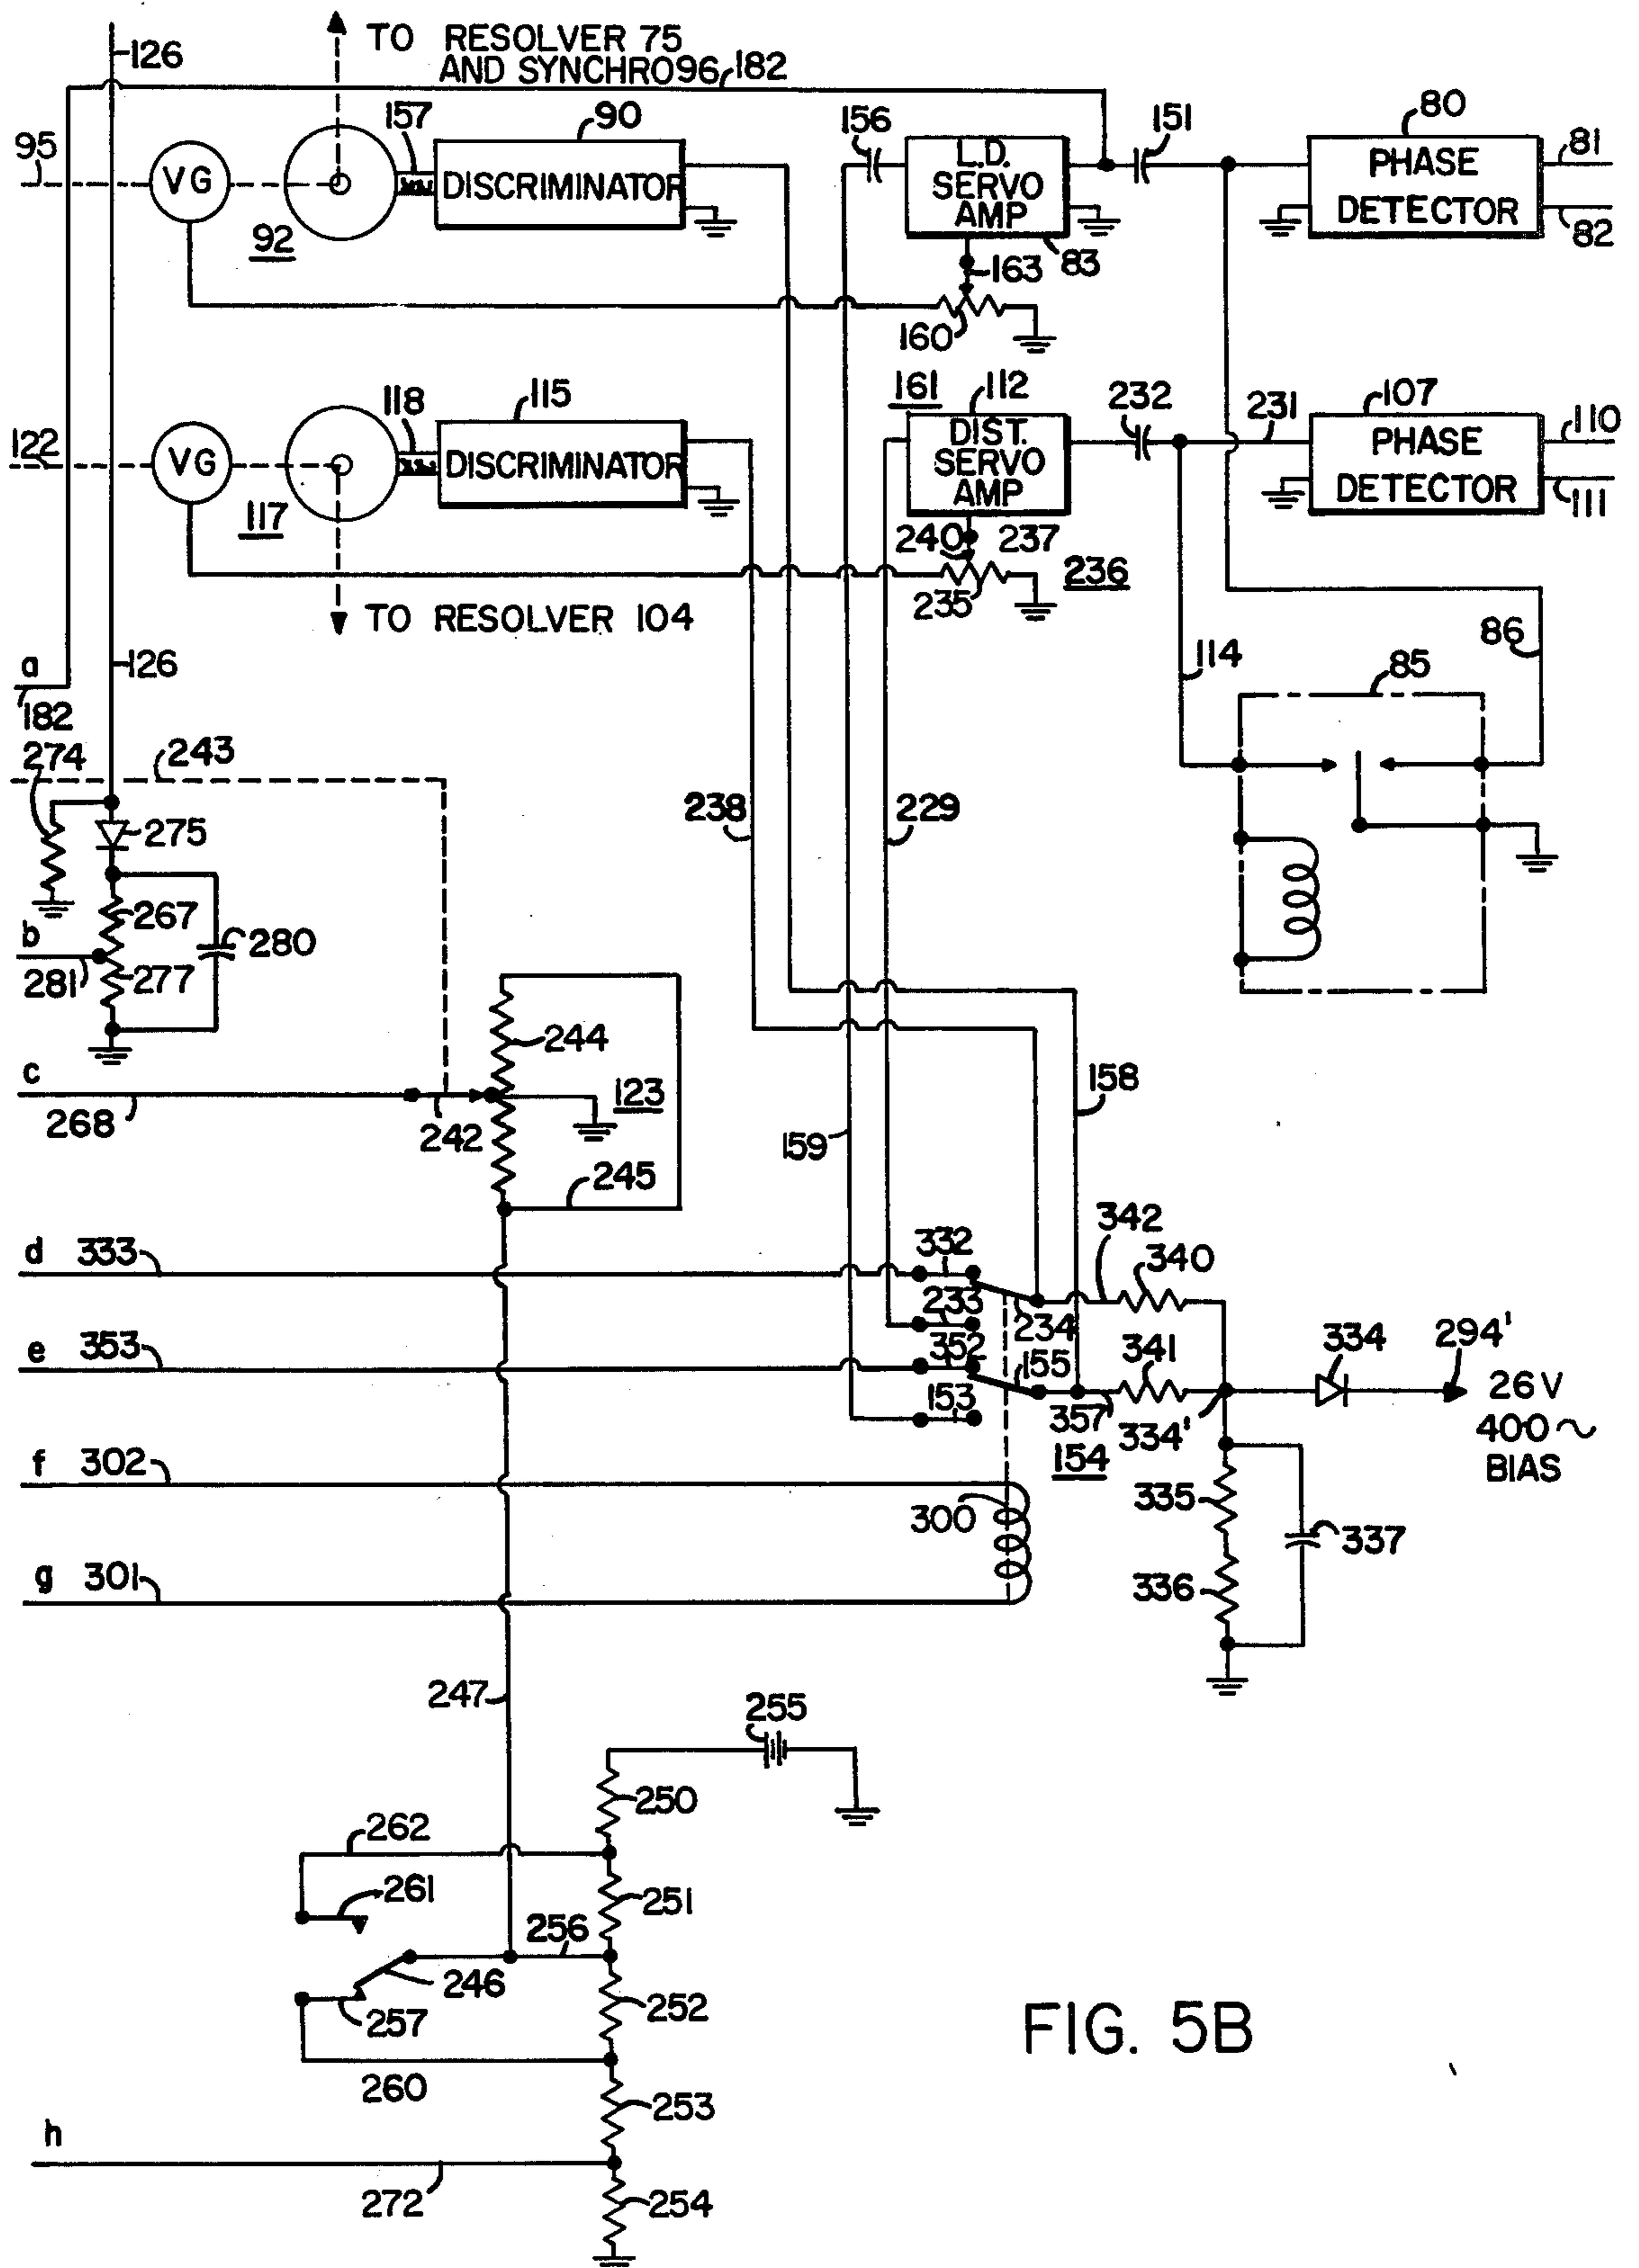 126
TO RESOLVER 75
AND SYNCHRO 96
182
95
VG
157
90
DISCRIMINATOR
92
156
L.D.
SERVO
AMP
83
163
160
151
80
PHASE
DETECTOR
81
82
122
VG
118
115
DISCRIMINATOR
117
161
112
DIST.
SERVO
AMP
240
237
236
235
232
231
107
PHASE
DETECTOR
110
111
TO RESOLVER 104
a
182
126
114
86
85
274
243
275
267
b
281
277
280
238
229
c
268
242
244
123
245
159
158
d 333
332
342
340
233
234
e 353
352
155
341
334
294'
153
357
334'
154
26V
400~
BIAS
f 302
300
335
337
g 301
336
247
255
250
262
261
251
256
246
257
252
260
253
h
272
254
FIG. 5B